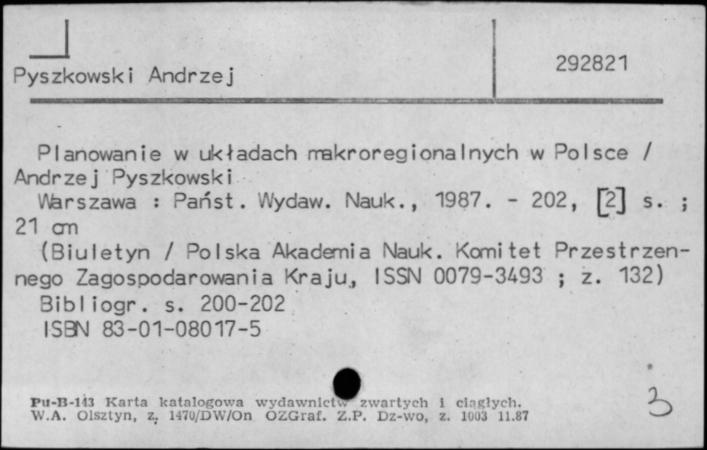 Pyszkowski Andrzej
292821
Planowanie w układach makroregionalnych w Polsce /
Andrzej Pyszkowski
Warszawa : Państ. Wydaw. Nauk., 1987. - 202, [2] s. ;
21 cm
(Biuletyn / Polska Akademia Nauk. Komitet Przestrzen-
nego Zagospodarowania Kraju, ISSN 0079-3493 ; z. 132)
Bibliogr. s. 200-202
ISBN 83-01-08017-5
Pu-B-143 Karta katalogowa wydawnictw zwartych i ciągłych.
W.A. Olsztyn, z. 1470/DW/On OZGraf. Z.P. Dz-wo, z. 1003 11.87
3